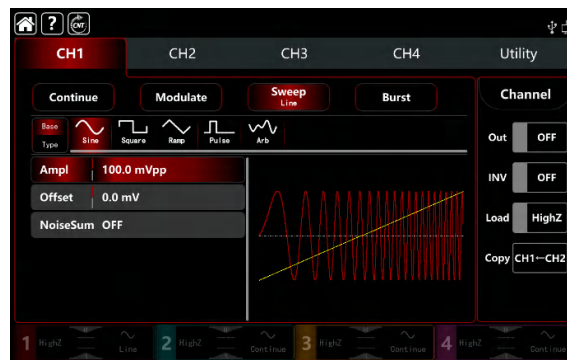 ? CNT
CH1 CH2 CH3 CH4 Utility
Continue Modulate Sweep Burst Channel
Line
Base
Type Sine Square Ramp Pulse Arb
Out OFF
Ampl 100.0 mVpp
INV OFF
Offset 0.0 mV
Load HighZ
NoiseSum OFF
Copy CH1←CH2
1 HighZ Line 2 HighZ Continue 3 HighZ Continue 4 HighZ Continue